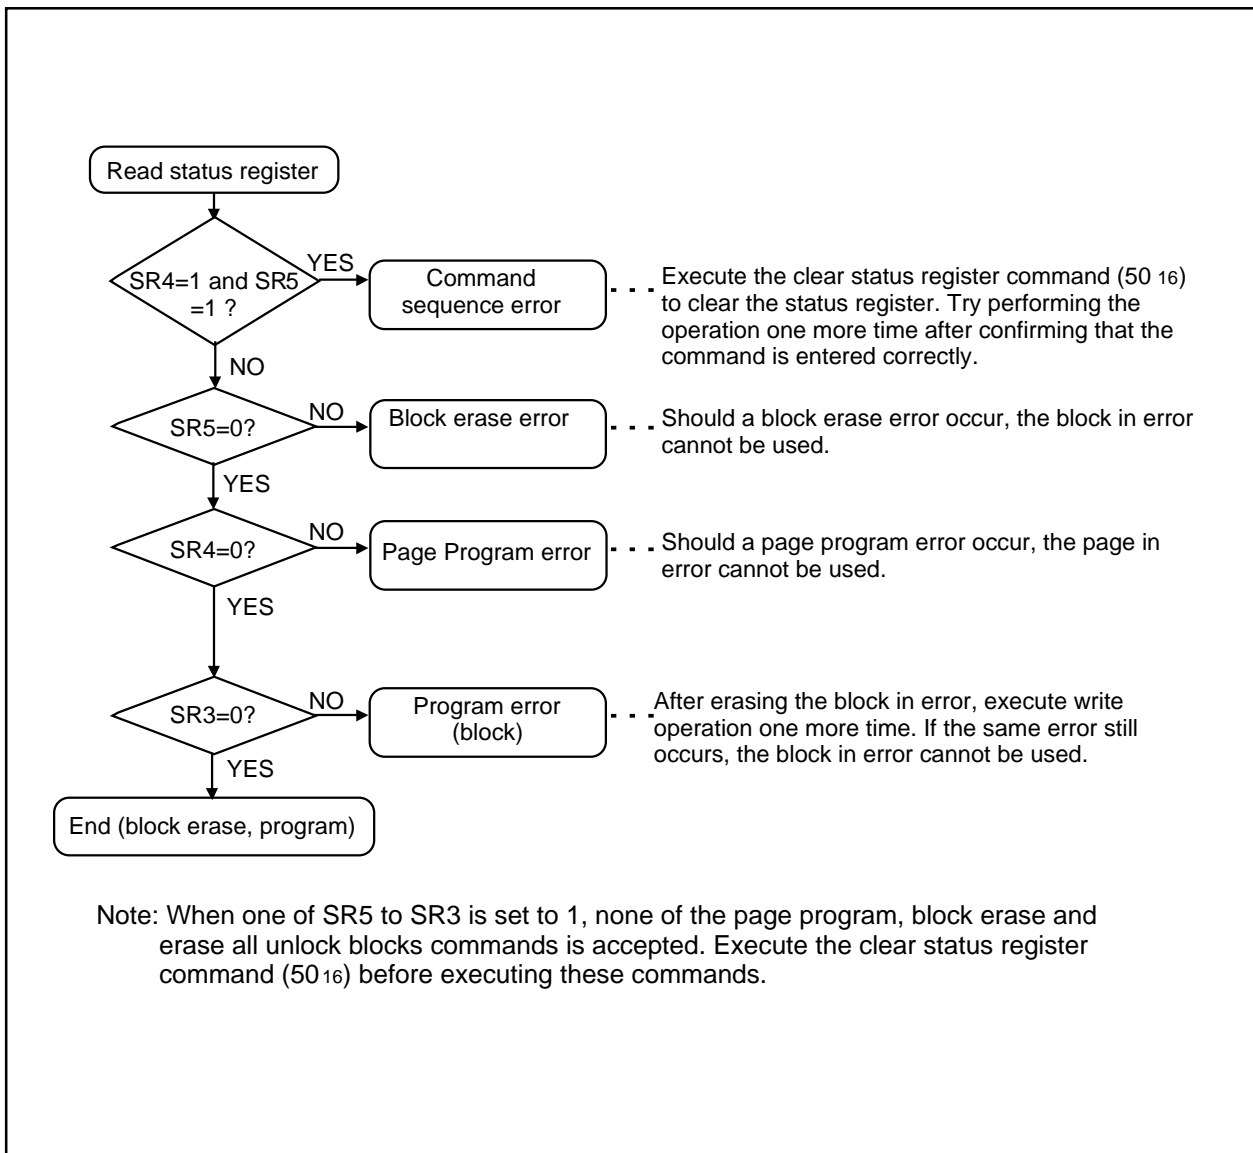 Read status register
SR4=1 and SR5
=1 ?
YES
Command
sequence error
Execute the clear status register command (50 16)
to clear the status register. Try performing the
operation one more time after confirming that the
command is entered correctly.
NO
SR5=0?
NO
Block erase error
Should a block erase error occur, the block in error
cannot be used.
YES
SR4=0?
NO
Page Program error
Should a page program error occur, the page in
error cannot be used.
YES
SR3=0?
NO
Program error
(block)
After erasing the block in error, execute write
operation one more time. If the same error still
occurs, the block in error cannot be used.
YES
End (block erase, program)
Note: When one of SR5 to SR3 is set to 1, none of the page program, block erase and
erase all unlock blocks commands is accepted. Execute the clear status register
command (5016) before executing these commands.